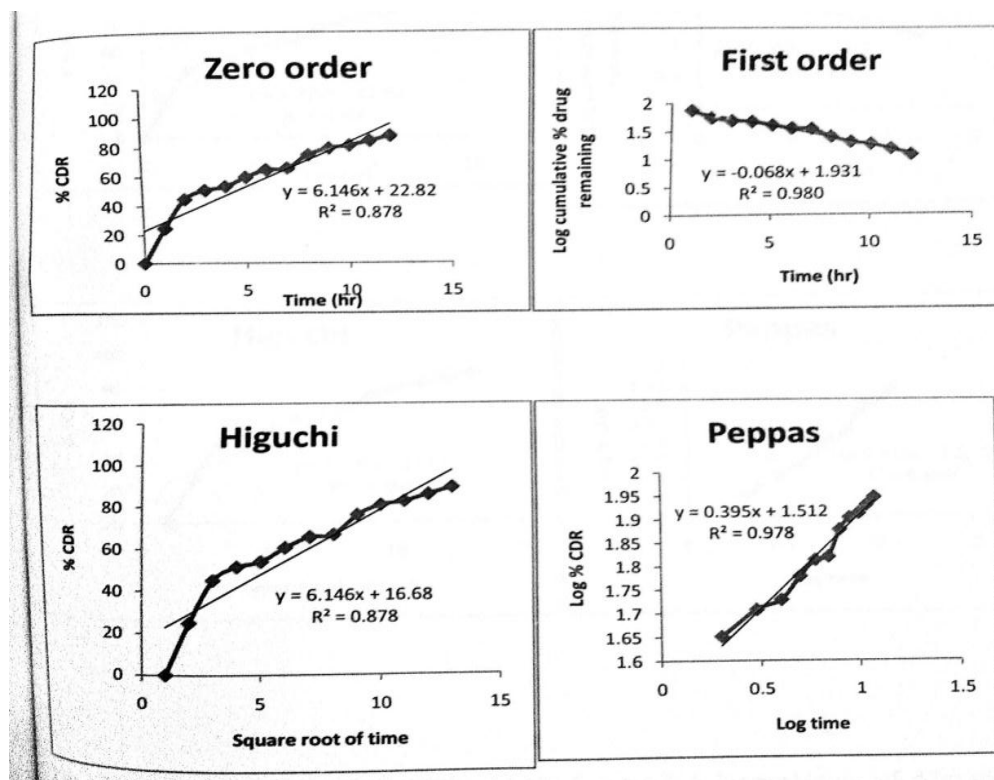 Zero order
120
100
80
60
40
20
0
% CDR
y = 6.146x + 22.82
R² = 0.878
0
5
10
15
Time (hr)
First order
Log cumulative % drug
remaining
2
1.5
1
0.5
0
y = -0.068x + 1.931
R² = 0.980
0
5
10
15
Time (hr)
Higuchi
120
100
80
60
40
20
0
% CDR
y = 6.146x + 16.68
R² = 0.878
0
5
10
15
Square root of time
Peppas
2
1.95
1.9
1.85
1.8
1.75
1.7
1.65
1.6
Log % CDR
y = 0.395x + 1.512
R² = 0.978
0
0.5
1
1.5
Log time